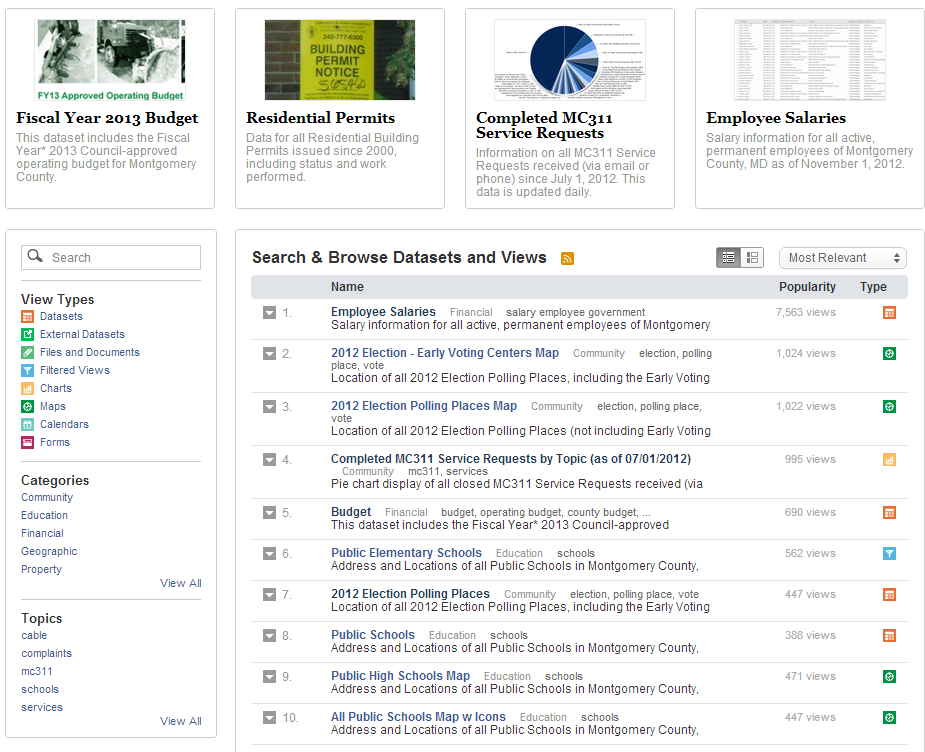 FY13 Approved Operating Budget
Fiscal Year 2013 Budget
This dataset includes the Fiscal
Year* 2013 Council-approved
operating budget for Montgomery
County.
240-777-6300
BUILDING
PERMIT
NOTICE
Residential Permits
Data for all Residential Building
Permits issued since 2000,
including status and work
performed.
Completed MC311
Service Requests
Information on all MC311 Service
Requests received (via email or
phone) since July 1, 2012. This
data is updated daily.
Employee Salaries
Salary information for all active,
permanent employees of Montgomery
County, MD as of November 1, 2012.
Search
View Types
Datasets
External Datasets
Files and Documents
Filtered Views
Charts
Maps
Calendars
Forms
Categories
Community
Education
Financial
Geographic
Property
View All
Topics
cable
complaints
mc311
schools
services
View All
Search & Browse Datasets and Views
Most Relevant
Name Popularity Type
1. Employee Salaries Financial salary employee government 7,563 views
Salary information for all active, permanent employees of Montgomery
2. 2012 Election - Early Voting Centers Map Community election, polling 1,024 views
place, vote
Location of all 2012 Election Polling Places, including the Early Voting
3. 2012 Election Polling Places Map Community election, polling place, 1,022 views
vote
Location of all 2012 Election Polling Places (not including Early Voting
4. Completed MC311 Service Requests by Topic (as of 07/01/2012) 995 views
Community mc311, services
Pie chart display of all closed MC311 Service Requests received (via
5. Budget Financial budget, operating budget, county budget, ... 690 views
This dataset includes the Fiscal Year* 2013 Council-approved
6. Public Elementary Schools Education schools 562 views
Address and Locations of all Public Schools in Montgomery County,
7. 2012 Election Polling Places Community election, polling place, vote 447 views
Location of all 2012 Election Polling Places, including the Early Voting
8. Public Schools Education schools 388 views
Address and Locations of all Public Schools in Montgomery County,
9. Public High Schools Map Education schools 471 views
Address and Locations of all Public Schools in Montgomery County,
10. All Public Schools Map w Icons Education schools 447 views
Address and Locations of all Public Schools in Montgomery County,